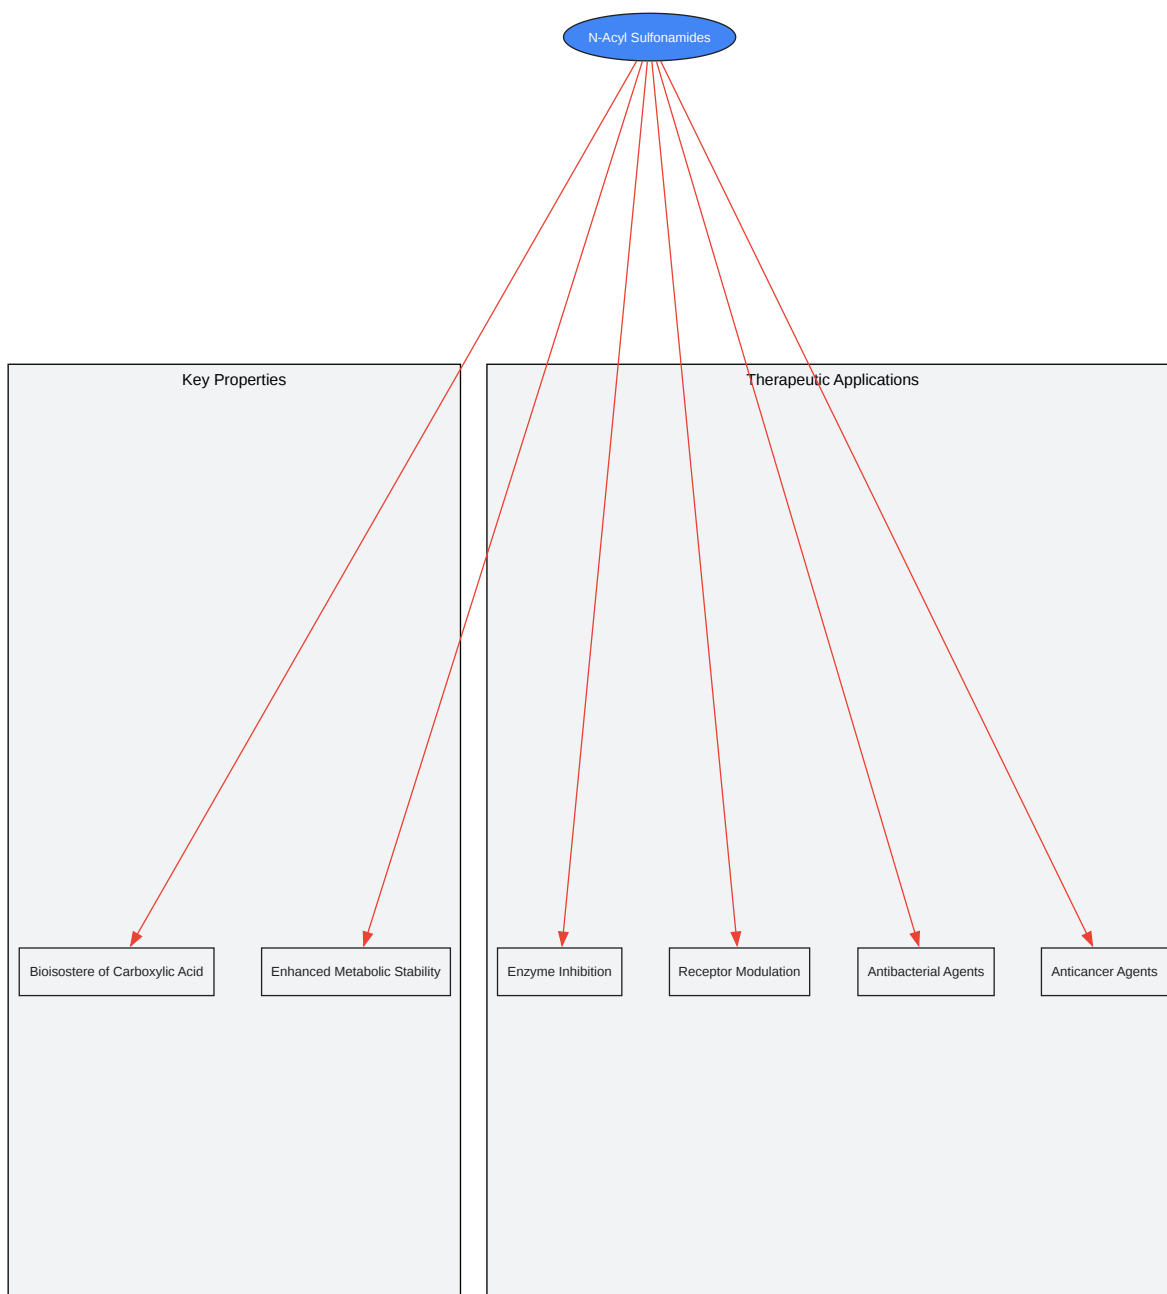 N-Acyl Sulfonamides
Key Properties
Therapeutic Applications
Bioisostere of Carboxylic Acid
Enhanced Metabolic Stability
Enzyme Inhibition
Receptor Modulation
Antibacterial Agents
Anticancer Agents